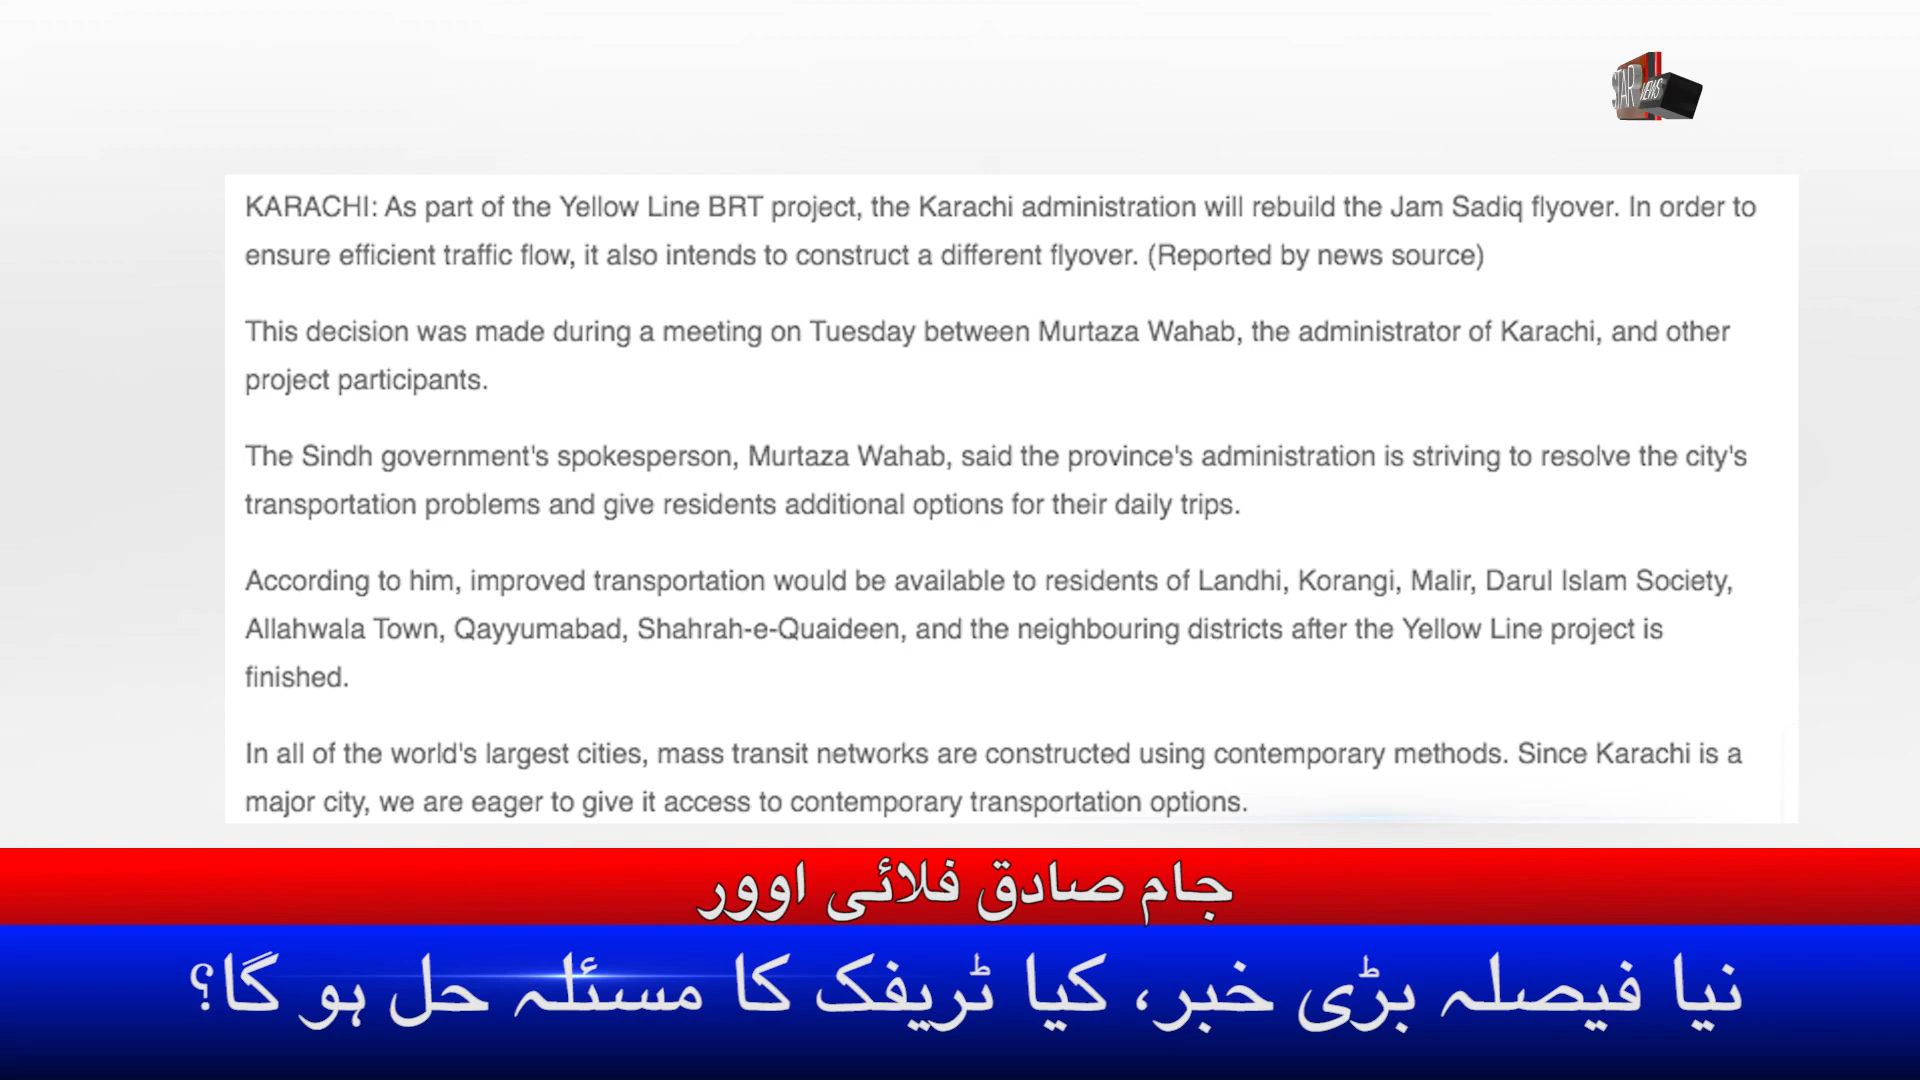 STAR NEWS
KARACHI: As part of the Yellow Line BRT project, the Karachi administration will rebuild the Jam Sadiq flyover. In order to
ensure efficient traffic flow, it also intends to construct a different flyover. (Reported by news source)
This decision was made during a meeting on Tuesday between Murtaza Wahab, the administrator of Karachi, and other
project participants.
The Sindh government's spokesperson, Murtaza Wahab, said the province's administration is striving to resolve the city's
transportation problems and give residents additional options for their daily trips.
According to him, improved transportation would be available to residents of Landhi, Korangi, Malir, Darul Islam Society,
Allahwala Town, Qayyumabad, Shahrah-e-Quaideen, and the neighbouring districts after the Yellow Line project is
finished.
In all of the world's largest cities, mass transit networks are constructed using contemporary methods. Since Karachi is a
major city, we are eager to give it access to contemporary transportation options.
جام صادق فلائی اوور
نیا فیصلہ بڑی خبر، کیا ٹریفک کا مسئلہ حل ہو گا؟